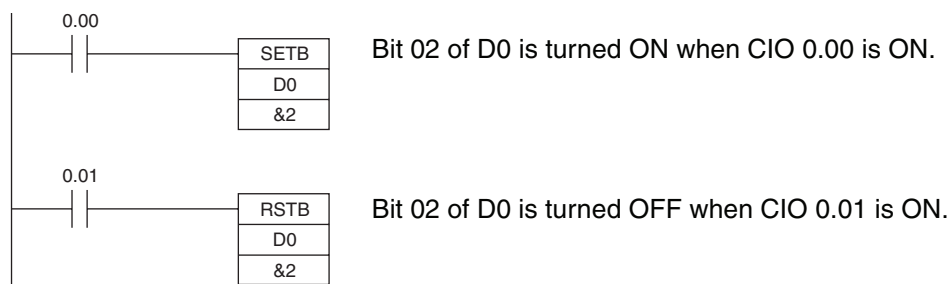 0.00
SETB Bit 02 of D0 is turned ON when CIO 0.00 is ON.
D0
&2
0.01
RSTB Bit 02 of D0 is turned OFF when CIO 0.01 is ON.
D0
&2